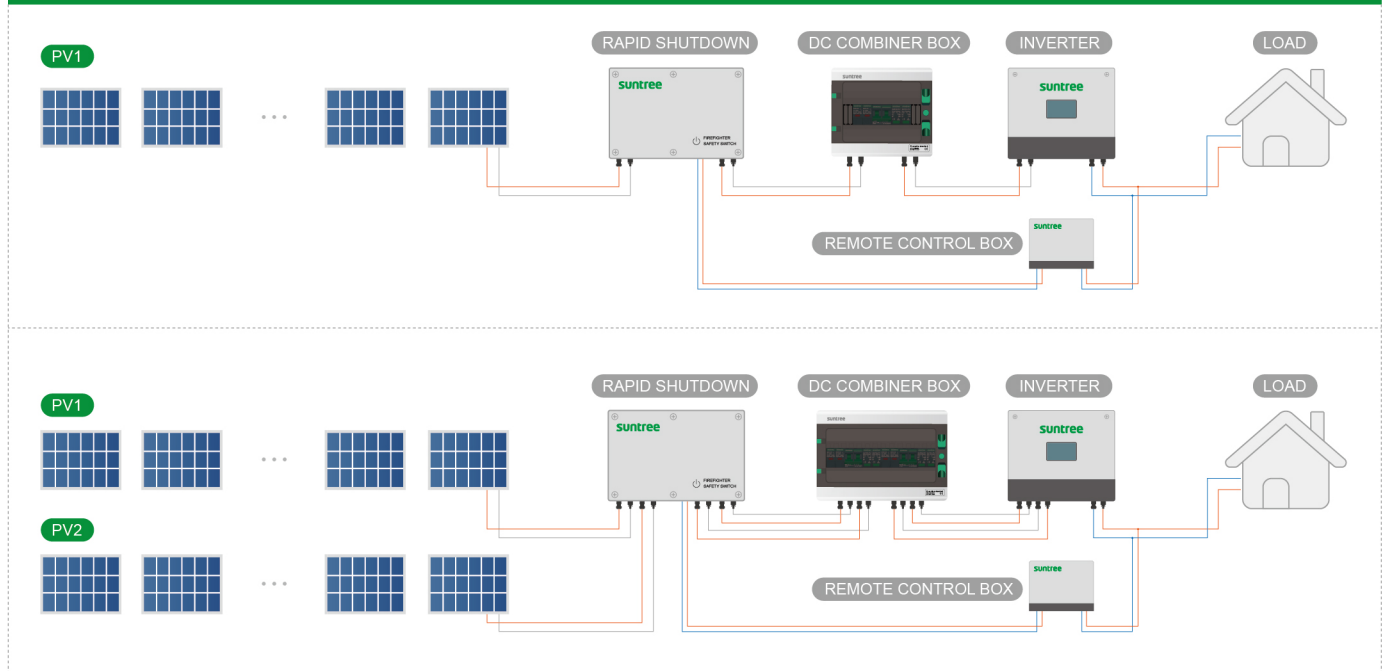 RAPID SHUTDOWN
DC COMBINER BOX
INVERTER
LOAD
PV1
suntree
suntree
suntree
FIREFIGHTER
SAFETY SWITCH
REMOTE CONTROL BOX
suntree
RAPID SHUTDOWN
DC COMBINER BOX
INVERTER
LOAD
PV1
suntree
suntree
suntree
FIREFIGHTER
SAFETY SWITCH
PV2
REMOTE CONTROL BOX
suntree